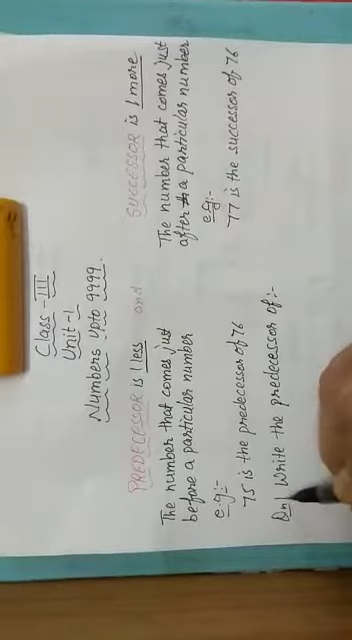 Class - III
Unit-1
Numbers upto 9999.
PREDECESSOR is 1 less and SUCCESSOR is 1 more
The number that comes just
before a particular number
e.g:-
75 is the predecessor of 76
The number that comes just
after a particular number
e.g:-
77 is the successor of 76
Qn1 Write the predecessor of:-